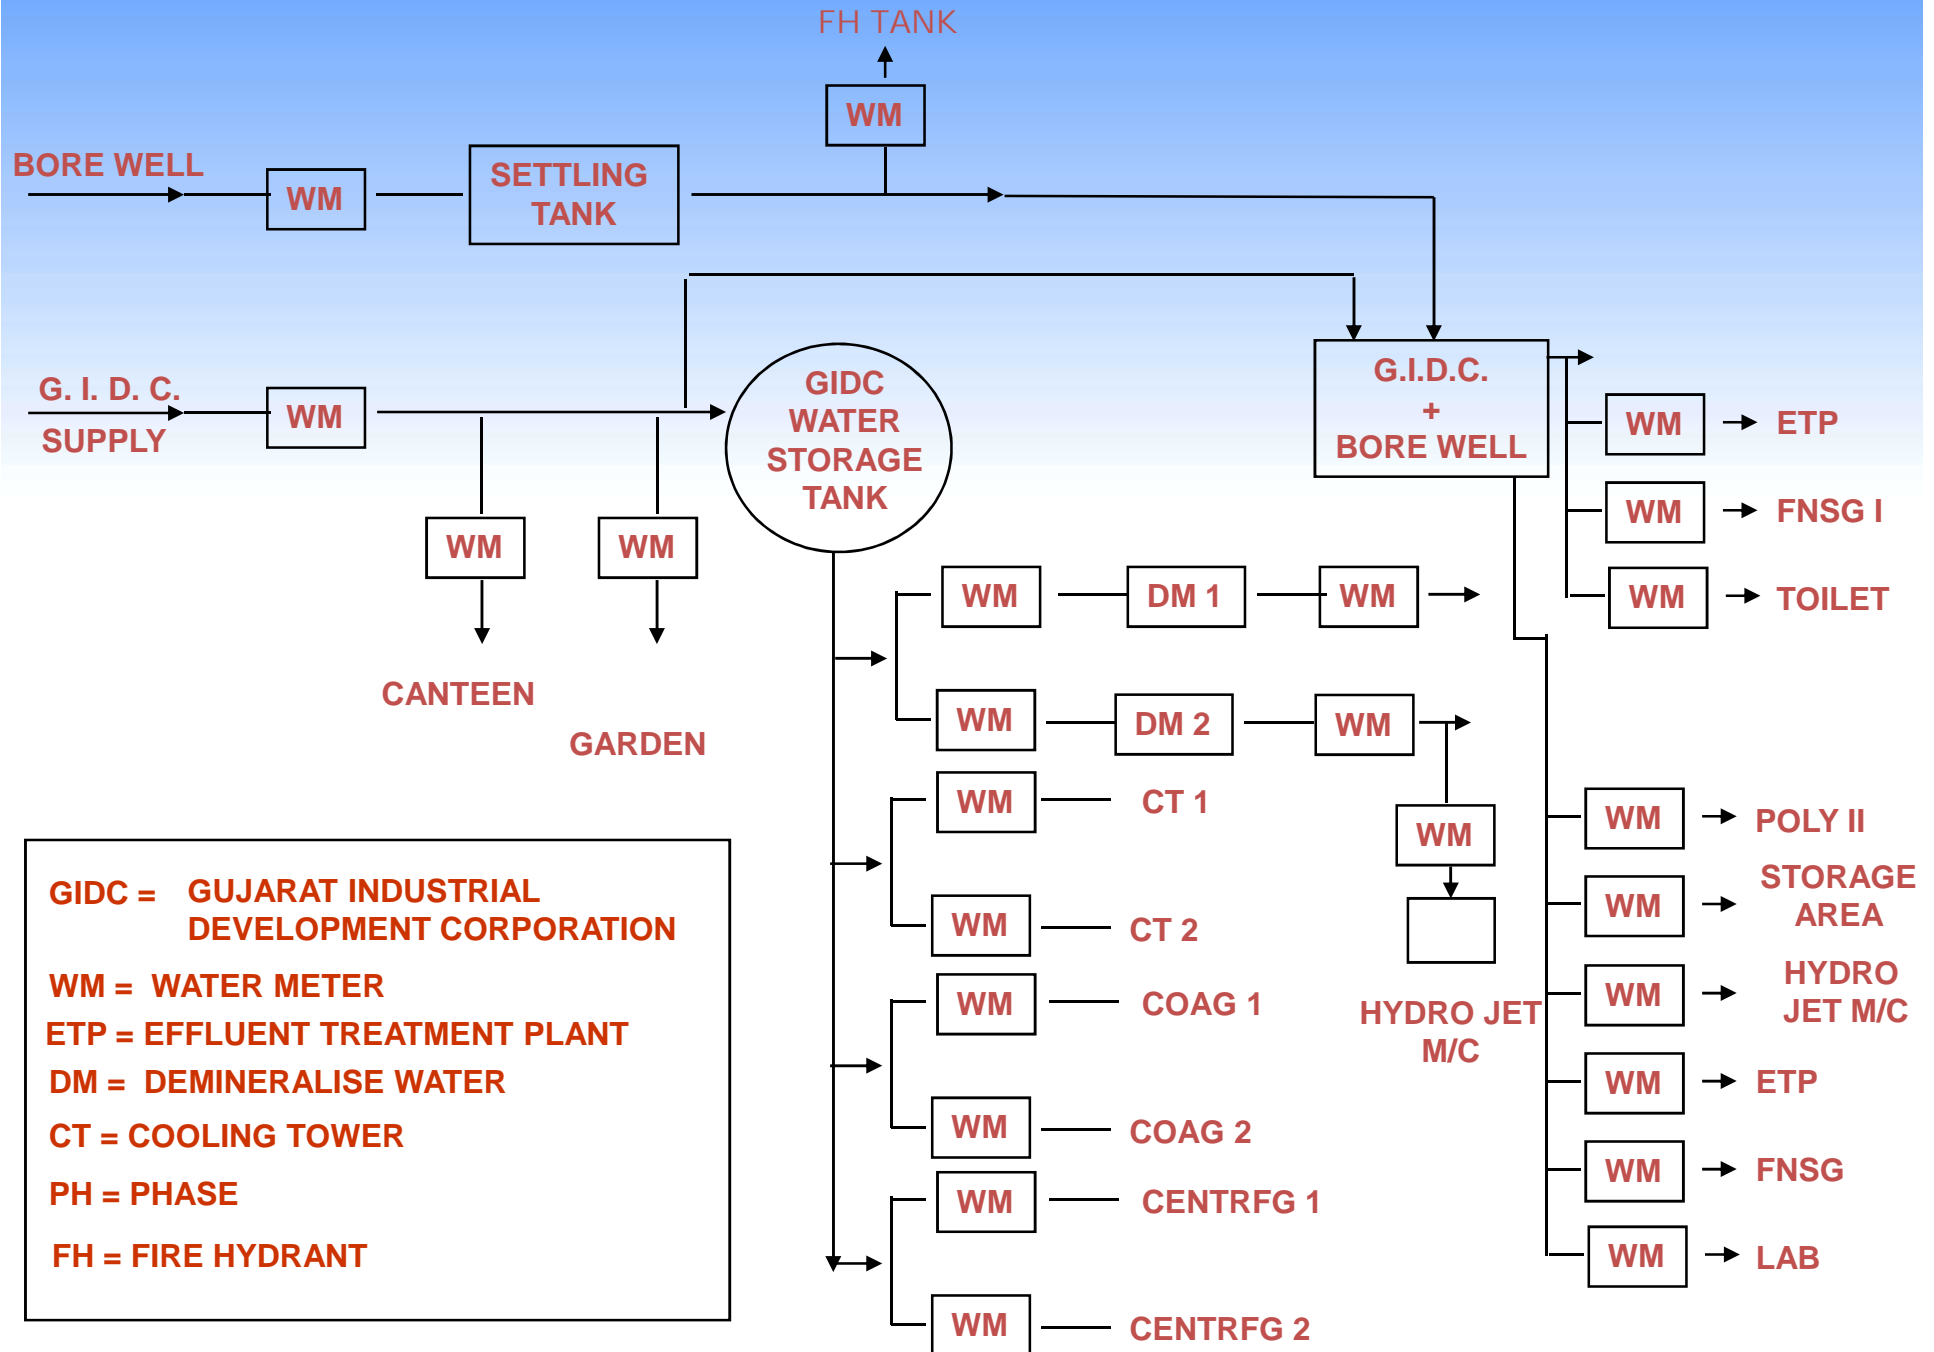 FH TANK
WM
BORE WELL
WM
SETTLING
TANK
G. I. D. C.
SUPPLY
WM
GIDC
WATER
STORAGE
TANK
G.I.D.C.
+
BORE WELL
WM
ETP
WM
FNSG I
WM
TOILET
WM
WM
CANTEEN
GARDEN
WM
DM 1
WM
WM
DM 2
WM
WM
CT 1
WM
HYDRO JET
M/C
WM
CT 2
WM
COAG 1
WM
COAG 2
WM
CENTRFG 1
WM
CENTRFG 2
WM
POLY II
WM
STORAGE
AREA
WM
HYDRO
JET M/C
WM
ETP
WM
FNSG
WM
LAB
GIDC = GUJARAT INDUSTRIAL
DEVELOPMENT CORPORATION
WM = WATER METER
ETP = EFFLUENT TREATMENT PLANT
DM = DEMINERALISE WATER
CT = COOLING TOWER
PH = PHASE
FH = FIRE HYDRANT